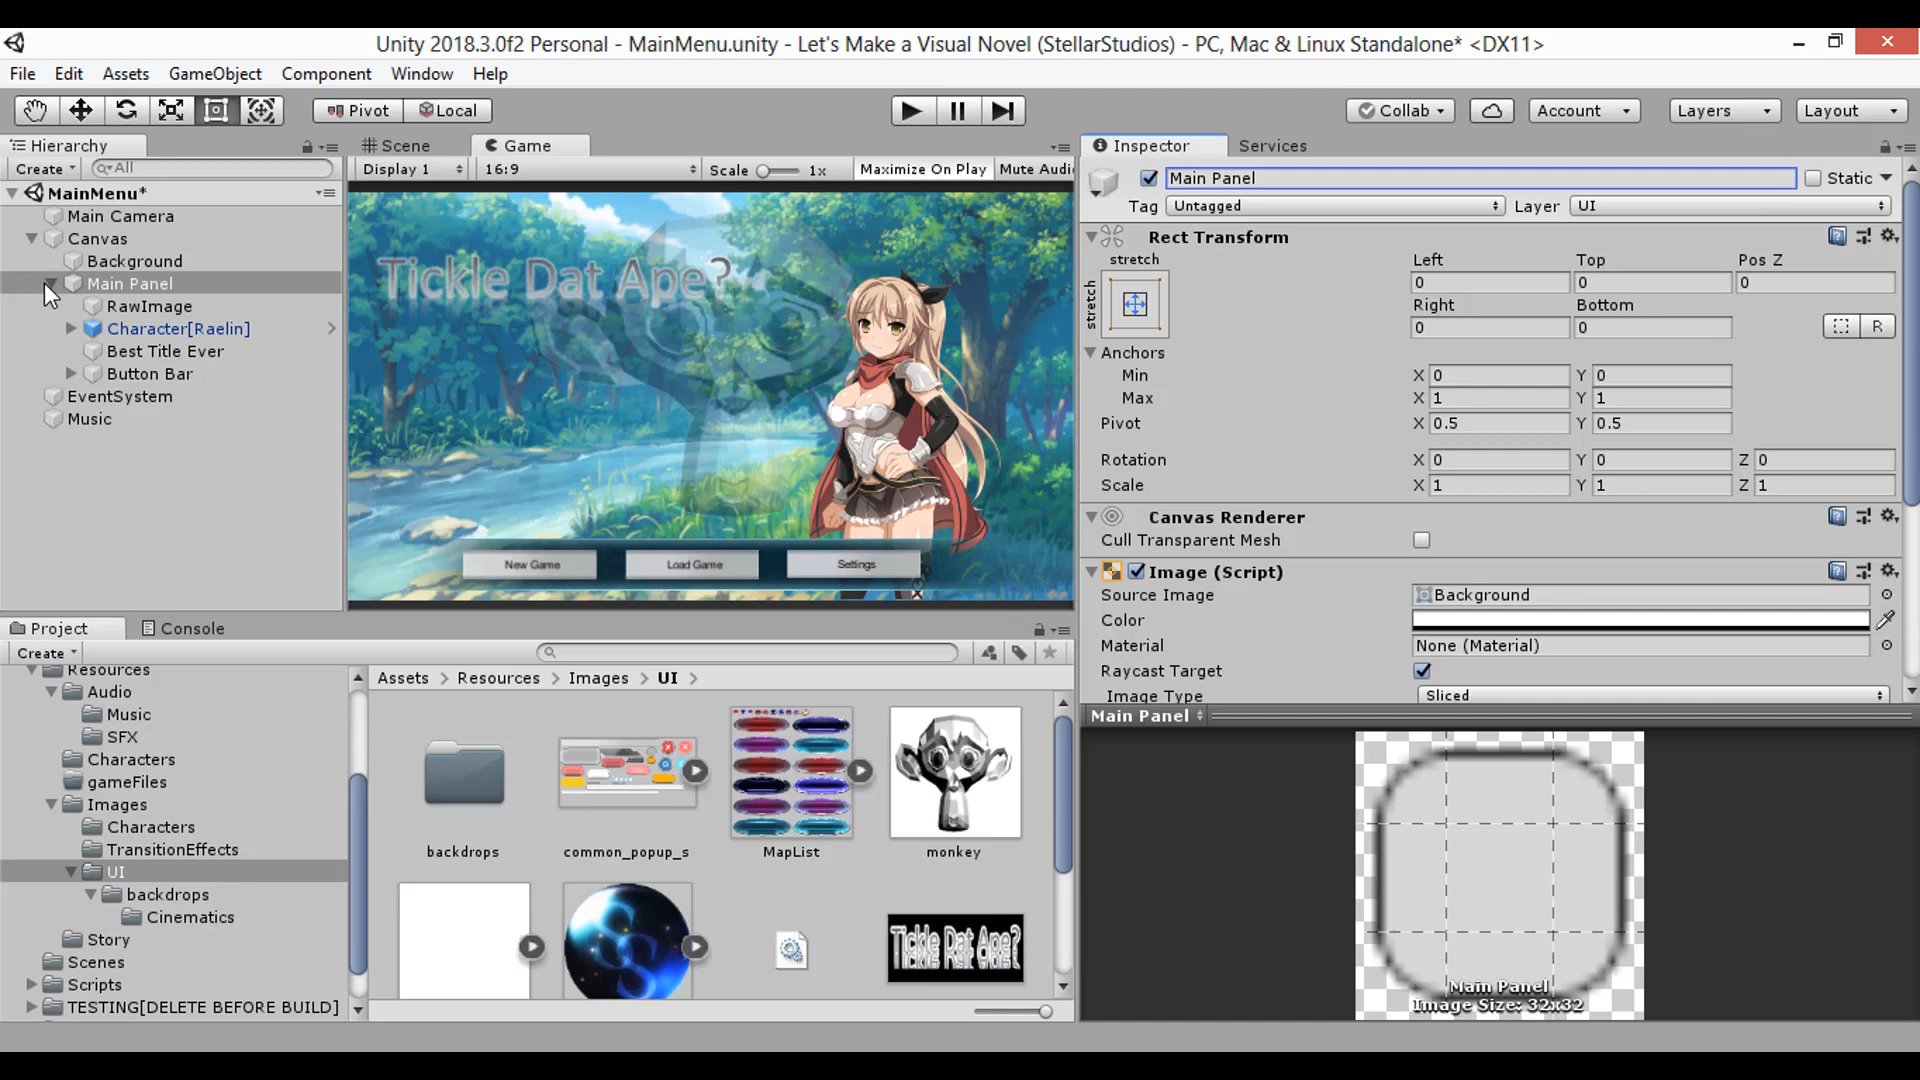 Unity 2018.3.0f2 Personal - MainMenu.unity - Let's Make a Visual Novel (StellarStudios) - PC, Mac & Linux Standalone* <DX11>
File Edit Assets GameObject Component Window Help
Pivot Local Collab Account Layers Layout
Hierarchy
Create All
MainMenu*
Main Camera
Canvas
Background
Main Panel
RawImage
Character[Raelin]
Best Title Ever
Button Bar
EventSystem
Music
Scene Game
Display 1 16:9 Scale 1x Maximize On Play Mute Audi
Tickle Dat Ape?
New Game Load Game Settings
Inspector Services
Main Panel Static
Tag Untagged Layer UI
Rect Transform
stretch Left Top Pos Z
stretch 0 0 0
Right Bottom
0 0 R
Anchors
Min X 0 Y 0
Max X 1 Y 1
Pivot X 0.5 Y 0.5
Rotation X 0 Y 0 Z 0
Scale X 1 Y 1 Z 1
Canvas Renderer
Cull Transparent Mesh
Image (Script)
Source Image Background
Color
Material None (Material)
Raycast Target
Image Type Sliced
Main Panel
Main Panel
Image Size: 32x32
Project Console
Create
Resources
Audio
Music
SFX
Characters
gameFiles
Images
Characters
TransitionEffects
UI
backdrops
Cinematics
Story
Scenes
Scripts
TESTING[DELETE BEFORE BUILD]
Assets > Resources > Images > UI >
backdrops common_popup_s MapList monkey
Tickle Dat Ape?